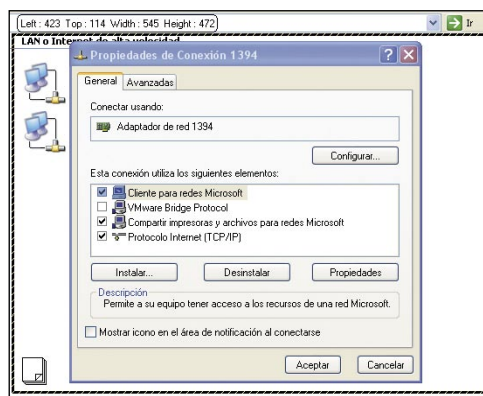 Left : 423 Top : 114 Width : 545 Height : 472
Ir
LAN o Internet de alta velocidad
Propiedades de Conexión 1394
General Avanzadas
Conectar usando:
Adaptador de red 1394
Configurar...
Esta conexión utiliza los siguientes elementos:
Cliente para redes Microsoft
VMware Bridge Protocol
Compartir impresoras y archivos para redes Microsoft
Protocolo Internet (TCP/IP)
Instalar... Desinstalar Propiedades
Descripción
Permite a su equipo tener acceso a los recursos de una red Microsoft.
Mostrar icono en el área de notificación al conectarse
Aceptar Cancelar